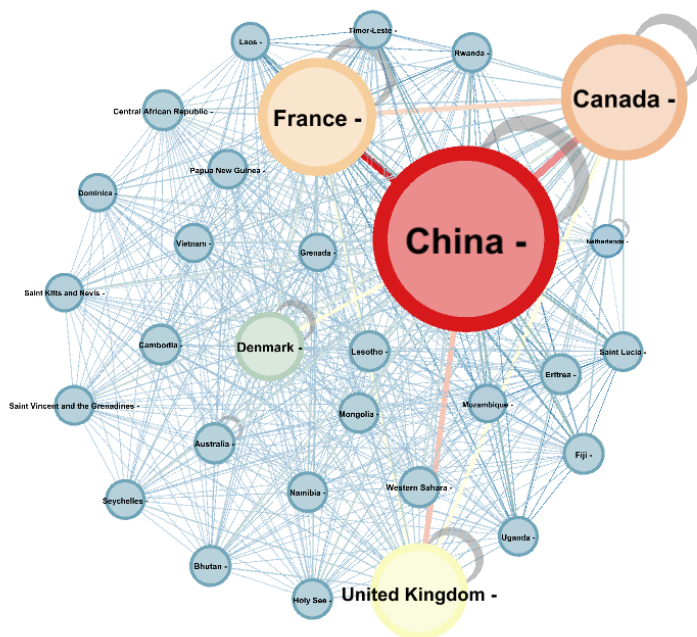 Timor-Leste -
Laos -
Rwanda -
Canada -
France -
Central African Republic -
Papua New Guinea -
Dominica -
China -
Vietnam -
Netherlands -
Grenada -
Saint Kitts and Nevis -
Cambodia -
Denmark -
Lesotho -
Saint Lucia -
Eritrea -
Saint Vincent and the Grenadines -
Mozambique -
Mongolia -
Australia -
Fiji -
Western Sahara -
Namibia -
Seychelles -
Uganda -
Bhutan -
United Kingdom -
Holy See -